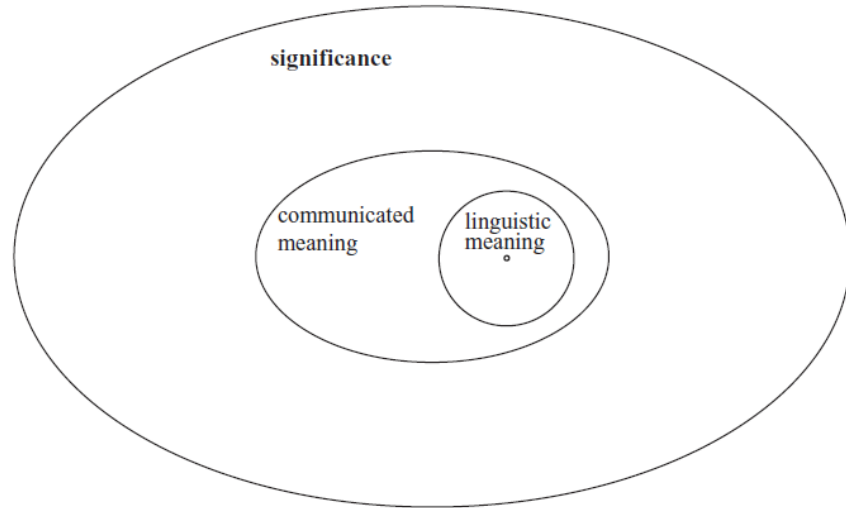 significance
communicated
meaning
linguistic
meaning